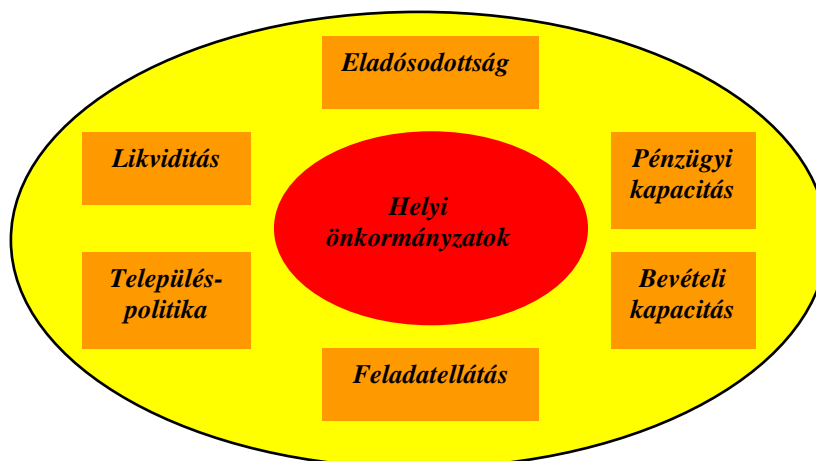 Eladósodottság
Likviditás
Pénzügyi
kapacitás
Helyi
önkormányzatok
Település-
politika
Bevételi
kapacitás
Feladatellátás